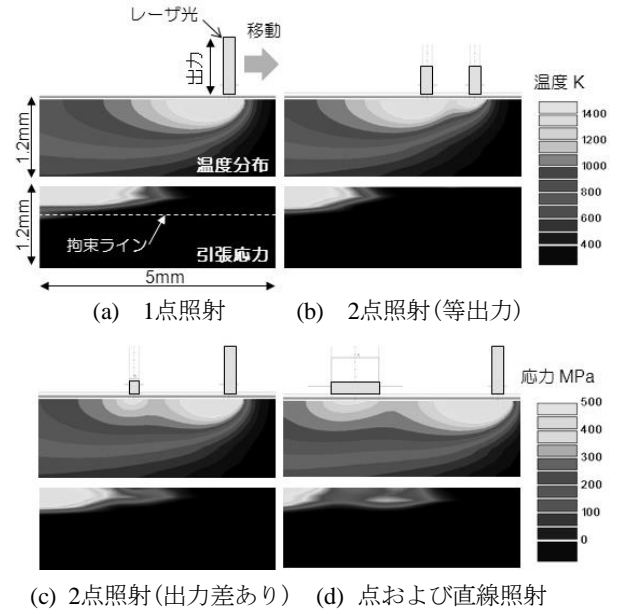 レーザ光
移動
出力
1.2mm
温度分布
1.2mm
拘束ライン
引張応力
5mm
(a) 1点照射
(b) 2点照射(等出力)
温度 K
1400
1200
1000
800
600
400
(c) 2点照射(出力差あり)
(d) 点および直線照射
応力 MPa
500
400
300
200
100
0